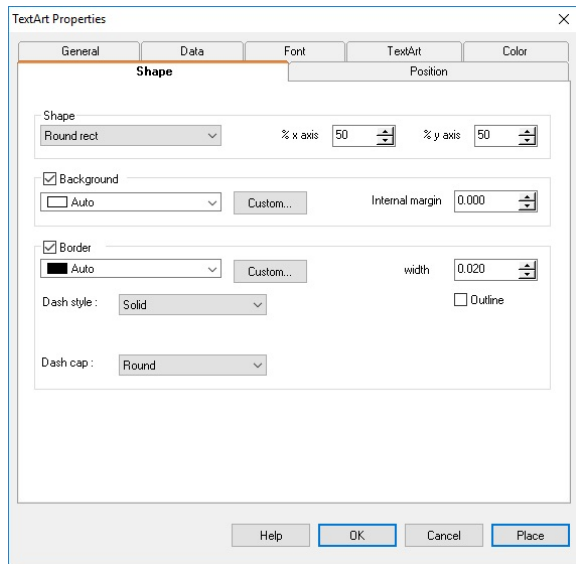 TextArt Properties
General Data Font TextArt Color
Shape Position
Shape
Round rect % x axis 50 % y axis 50
Background
Auto Custom... Internal margin 0.000
Border
Auto Custom... width 0.020
Dash style : Solid Outline
Dash cap : Round
Help OK Cancel Place